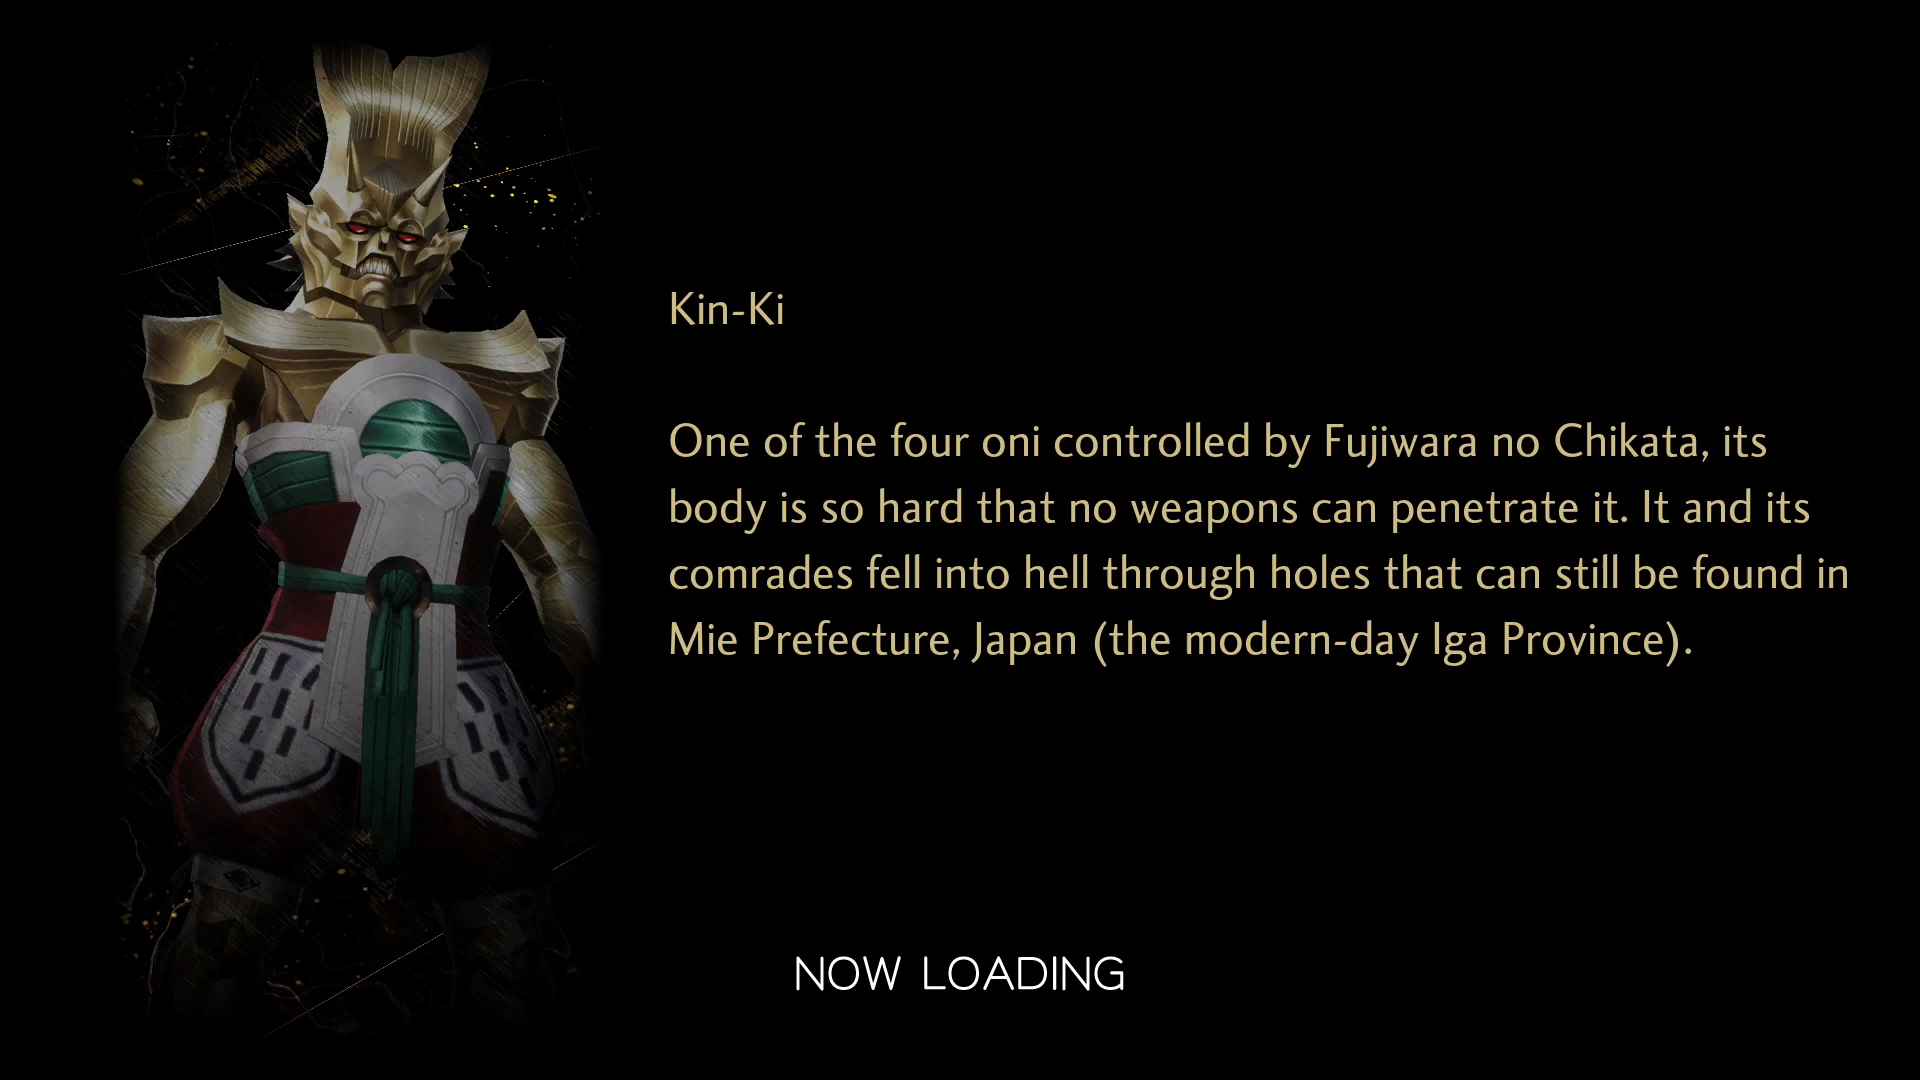 Kin-Ki
One of the four oni controlled by Fujiwara no Chikata, its
body is so hard that no weapons can penetrate it. It and its
comrades fell into hell through holes that can still be found in
Mie Prefecture, Japan (the modern-day Iga Province).
NOW LOADING